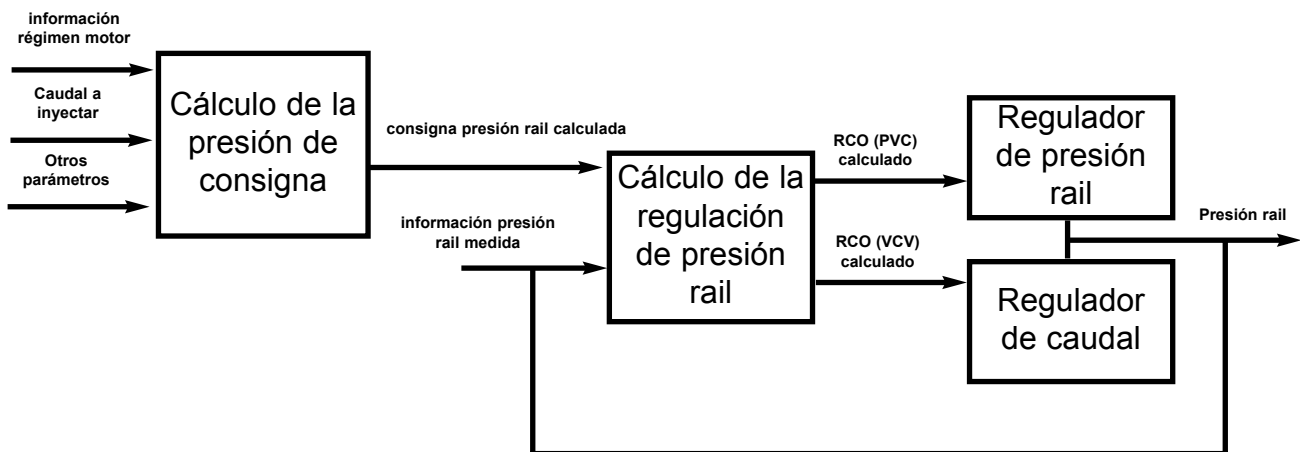 información
régimen motor
Caudal a
inyectar
Otros
parámetros
Cálculo de la
presión de
consigna
consigna presión rail calculada
información presión
rail medida
Cálculo de la
regulación
de presión
rail
RCO (PVC)
calculado
RCO (VCV)
calculado
Regulador
de presión
rail
Regulador
de caudal
Presión rail